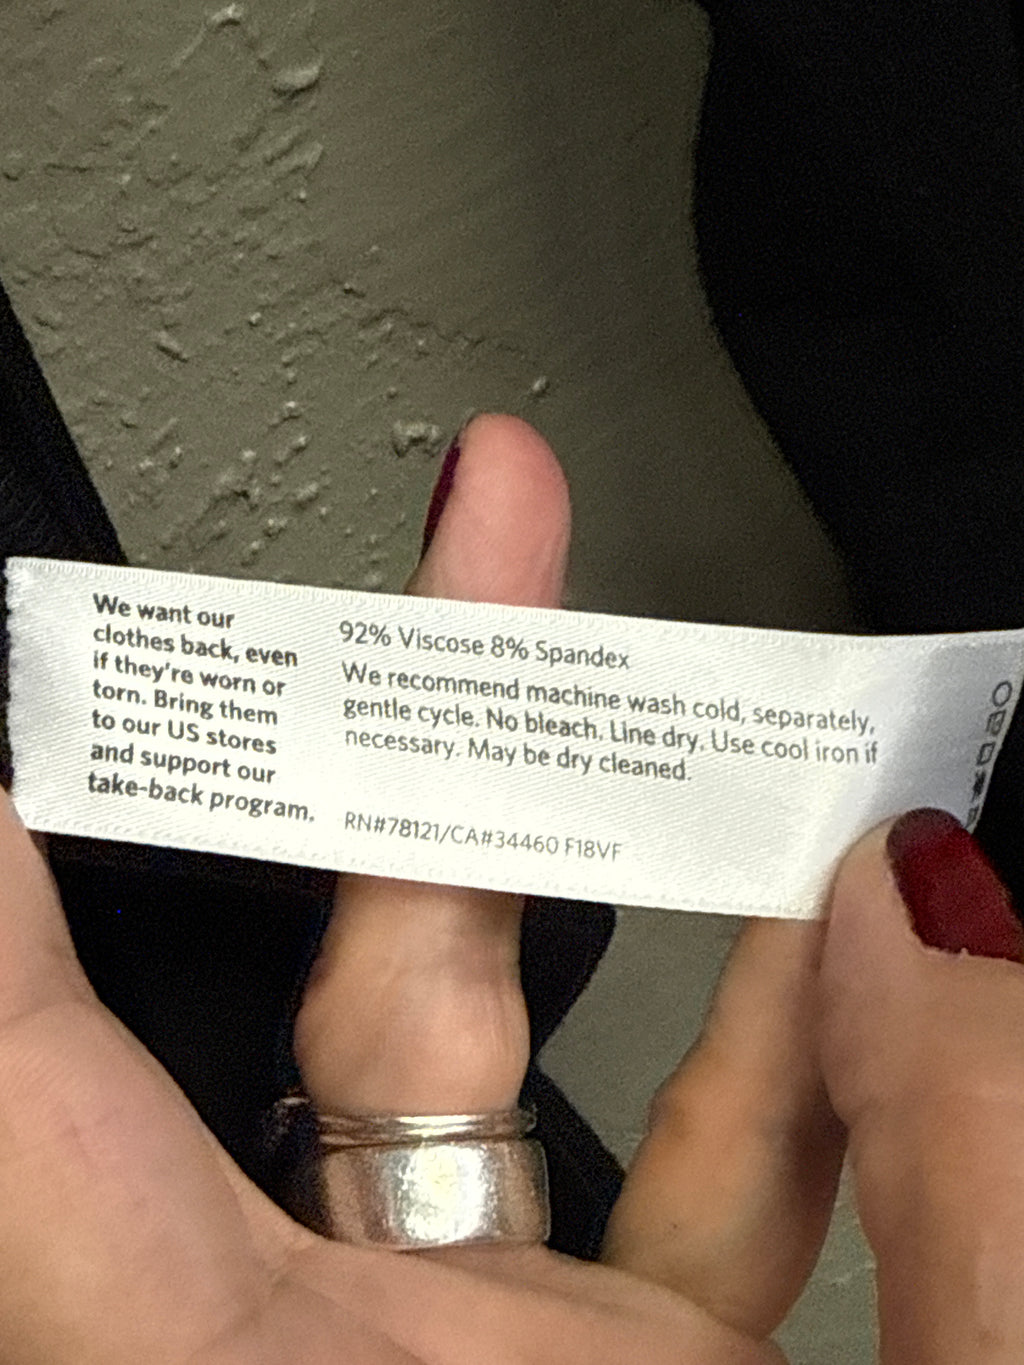 We want our
clothes back, even
if they're worn or
torn. Bring them
to our US stores
and support our
take-back program.
92% Viscose 8% Spandex
We recommend machine wash cold, separately,
gentle cycle. No bleach. Line dry. Use cool iron if
necessary. May be dry cleaned.
RN#78121/CA#34460 F18VF